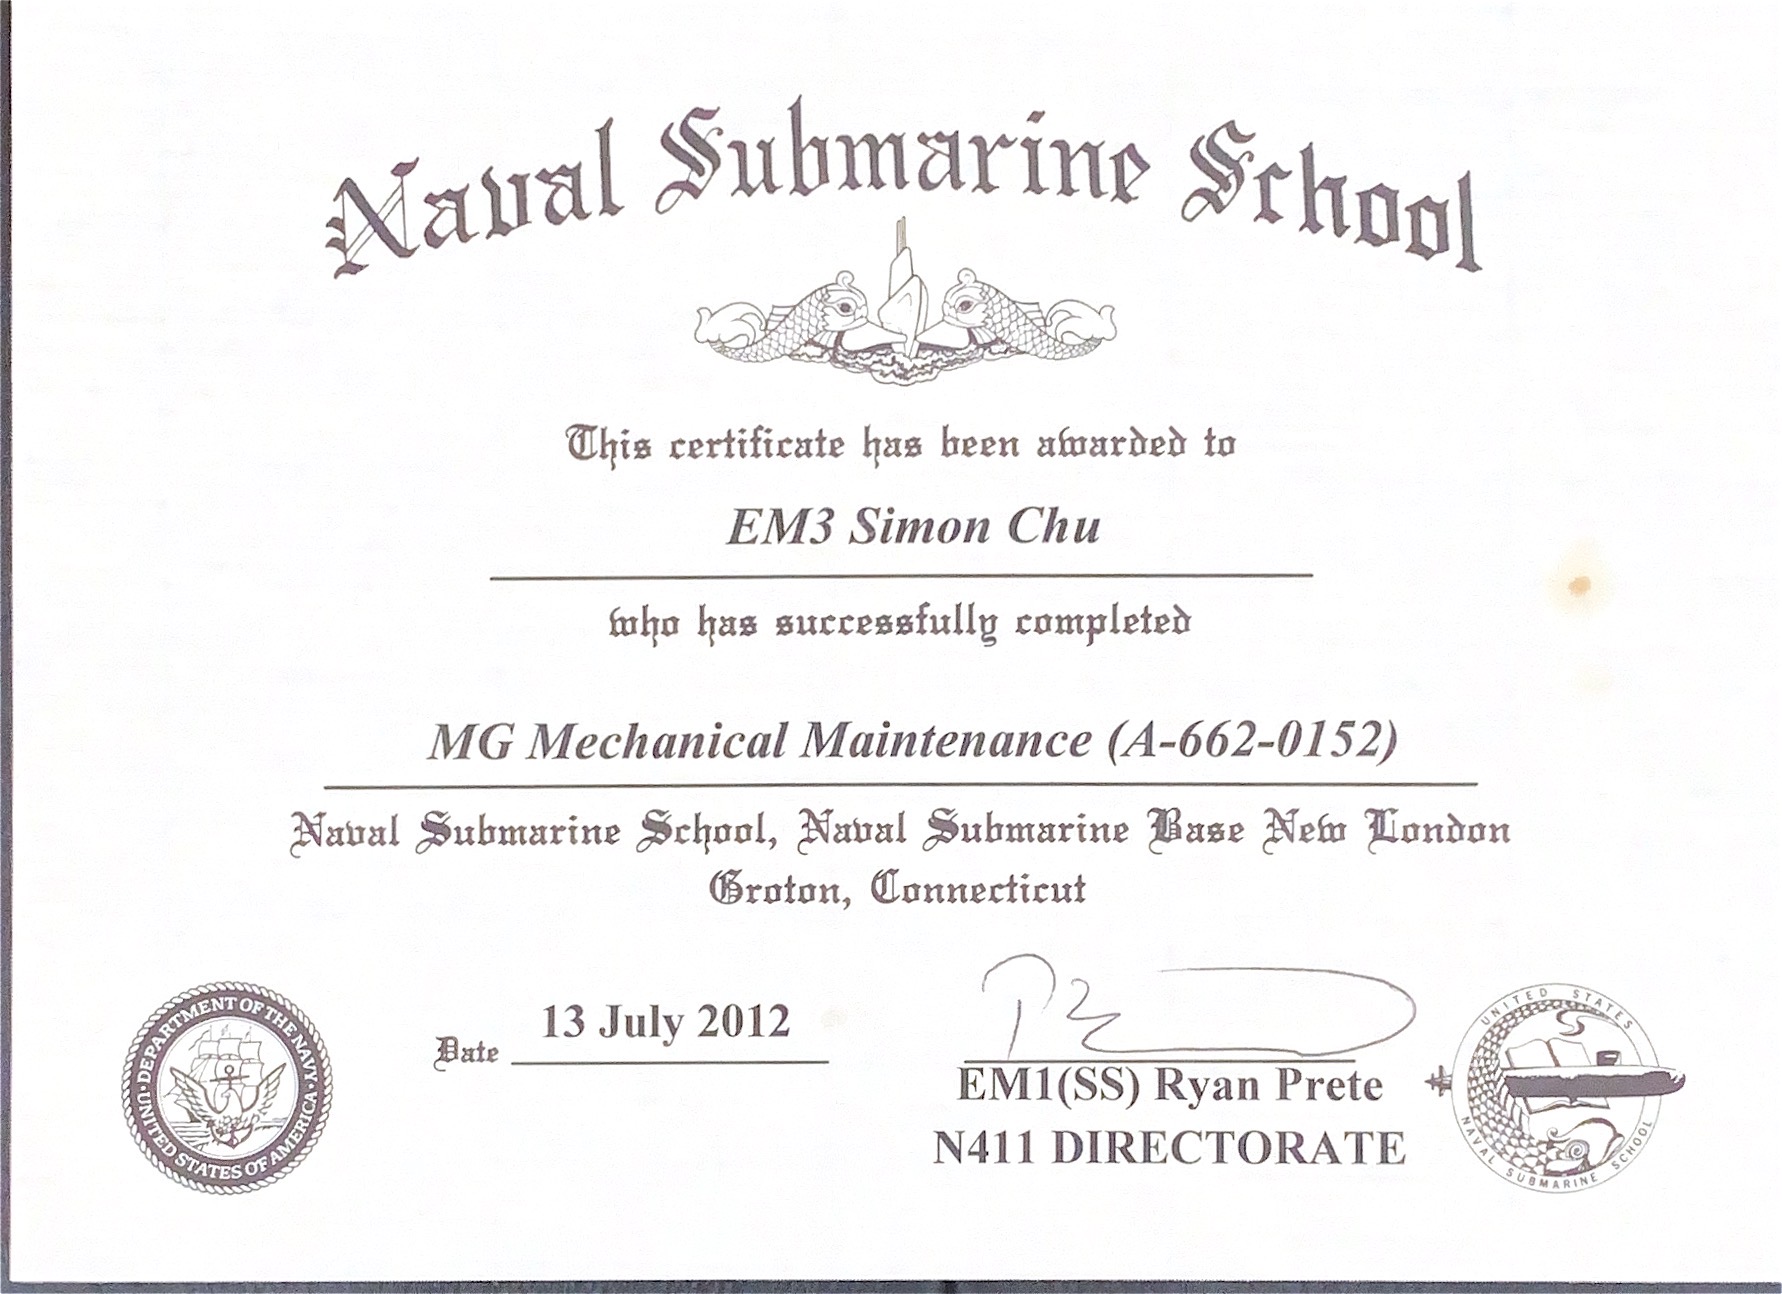 Naval Submarine School
This certificate has been awarded to
EM3 Simon Chu
who has successfully completed
MG Mechanical Maintenance (A-662-0152)
Naval Submarine School, Naval Submarine Base New London
Groton, Connecticut
Date 13 July 2012
EM1(SS) Ryan Prete
N411 DIRECTORATE
DEPARTMENT OF THE NAVY
UNITED STATES OF AMERICA
UNITED STATES
NAVAL SUBMARINE SCHOOL